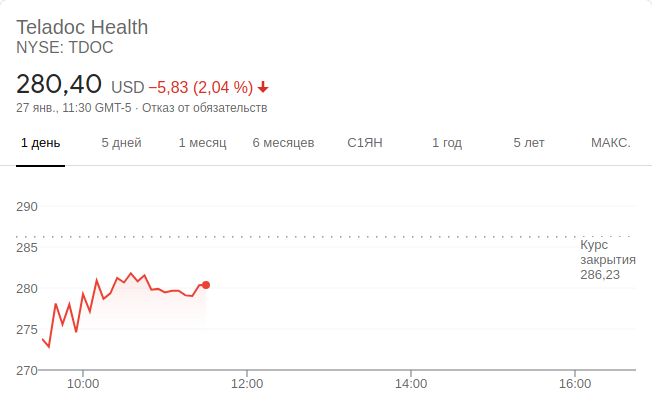 Teladoc Health
NYSE: TDOC
280,40 USD −5,83 (2,04 %)
27 янв., 11:30 GMT-5 · Отказ от обязательств
1 день 5 дней 1 месяц 6 месяцев С1ЯН 1 год 5 лет МАКС.
290
285
Курс
закрытия
286,23
280
275
270
10:00 12:00 14:00 16:00